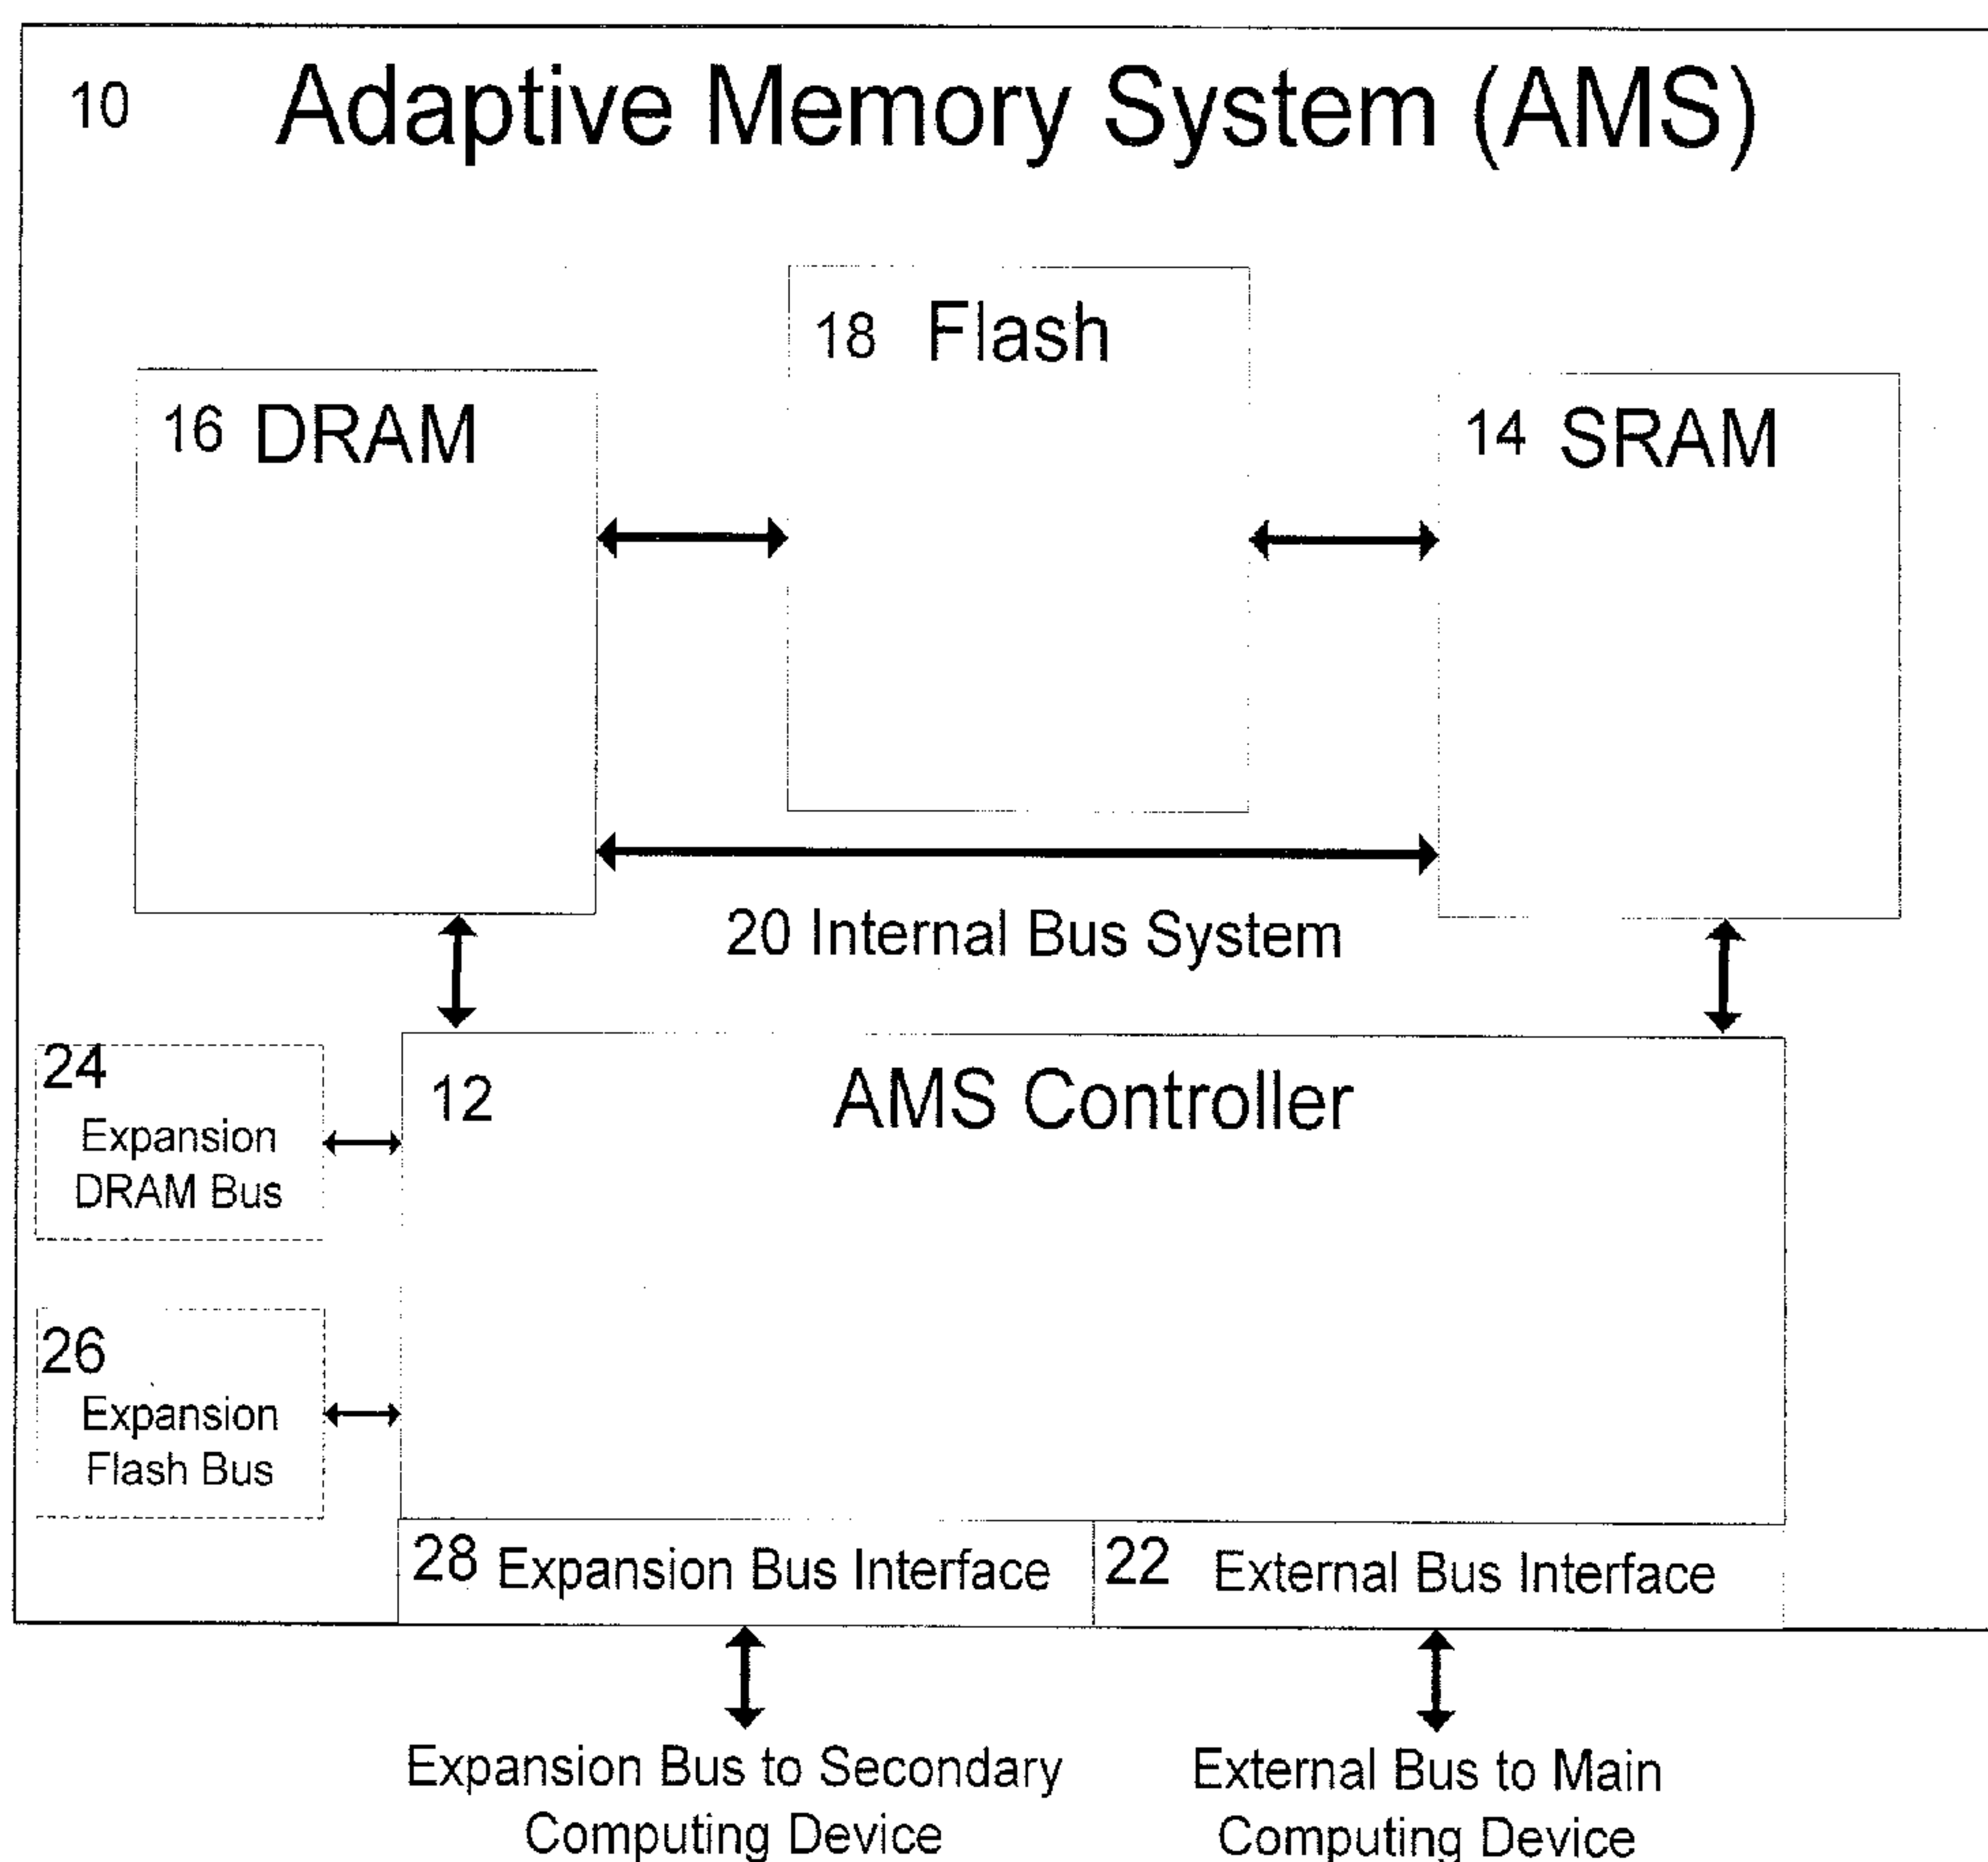 10 Adaptive Memory System (AMS)
18 Flash
16 DRAM
14 SRAM
20 Internal Bus System
24
Expansion
DRAM Bus
12 AMS Controller
26
Expansion
Flash Bus
28 Expansion Bus Interface
22 External Bus Interface
Expansion Bus to Secondary
Computing Device
External Bus to Main
Computing Device